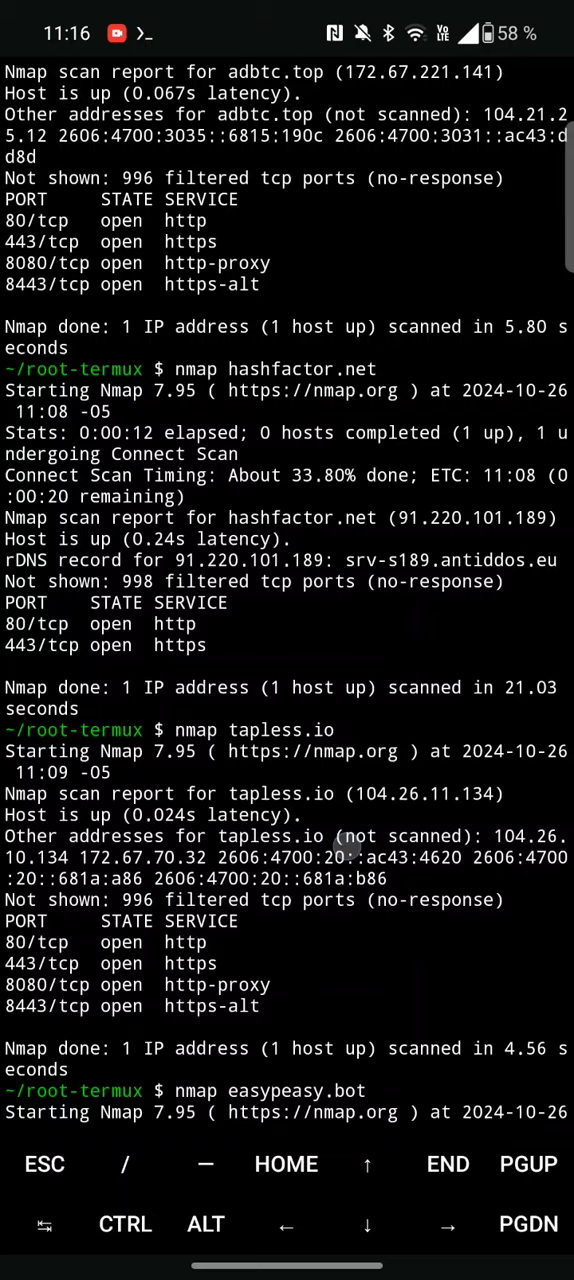 11:16 58 %
Nmap scan report for adbtc.top (172.67.221.141)
Host is up (0.067s latency).
Other addresses for adbtc.top (not scanned): 104.21.2
5.12 2606:4700:3035::6815:190c 2606:4700:3031::ac43:d
d8d
Not shown: 996 filtered tcp ports (no-response)
PORT     STATE SERVICE
80/tcp   open  http
443/tcp  open  https
8080/tcp open  http-proxy
8443/tcp open  https-alt
Nmap done: 1 IP address (1 host up) scanned in 5.80 s
econds
~/root-termux $ nmap hashfactor.net
Starting Nmap 7.95 ( https://nmap.org ) at 2024-10-26
 11:08 -05
Stats: 0:00:12 elapsed; 0 hosts completed (1 up), 1 u
ndergoing Connect Scan
Connect Scan Timing: About 33.80% done; ETC: 11:08 (0
:00:20 remaining)
Nmap scan report for hashfactor.net (91.220.101.189)
Host is up (0.24s latency).
rDNS record for 91.220.101.189: srv-s189.antiddos.eu
Not shown: 998 filtered tcp ports (no-response)
PORT    STATE SERVICE
80/tcp  open  http
443/tcp open  https
Nmap done: 1 IP address (1 host up) scanned in 21.03
seconds
~/root-termux $ nmap tapless.io
Starting Nmap 7.95 ( https://nmap.org ) at 2024-10-26
 11:09 -05
Nmap scan report for tapless.io (104.26.11.134)
Host is up (0.024s latency).
Other addresses for tapless.io (not scanned): 104.26.
10.134 172.67.70.32 2606:4700:20::ac43:4620 2606:4700
:20::681a:a86 2606:4700:20::681a:b86
Not shown: 996 filtered tcp ports (no-response)
PORT     STATE SERVICE
80/tcp   open  http
443/tcp  open  https
8080/tcp open  http-proxy
8443/tcp open  https-alt
Nmap done: 1 IP address (1 host up) scanned in 4.56 s
econds
~/root-termux $ nmap easypeasy.bot
Starting Nmap 7.95 ( https://nmap.org ) at 2024-10-26
ESC / — HOME ↑ END PGUP
↹ CTRL ALT ← ↓ → PGDN